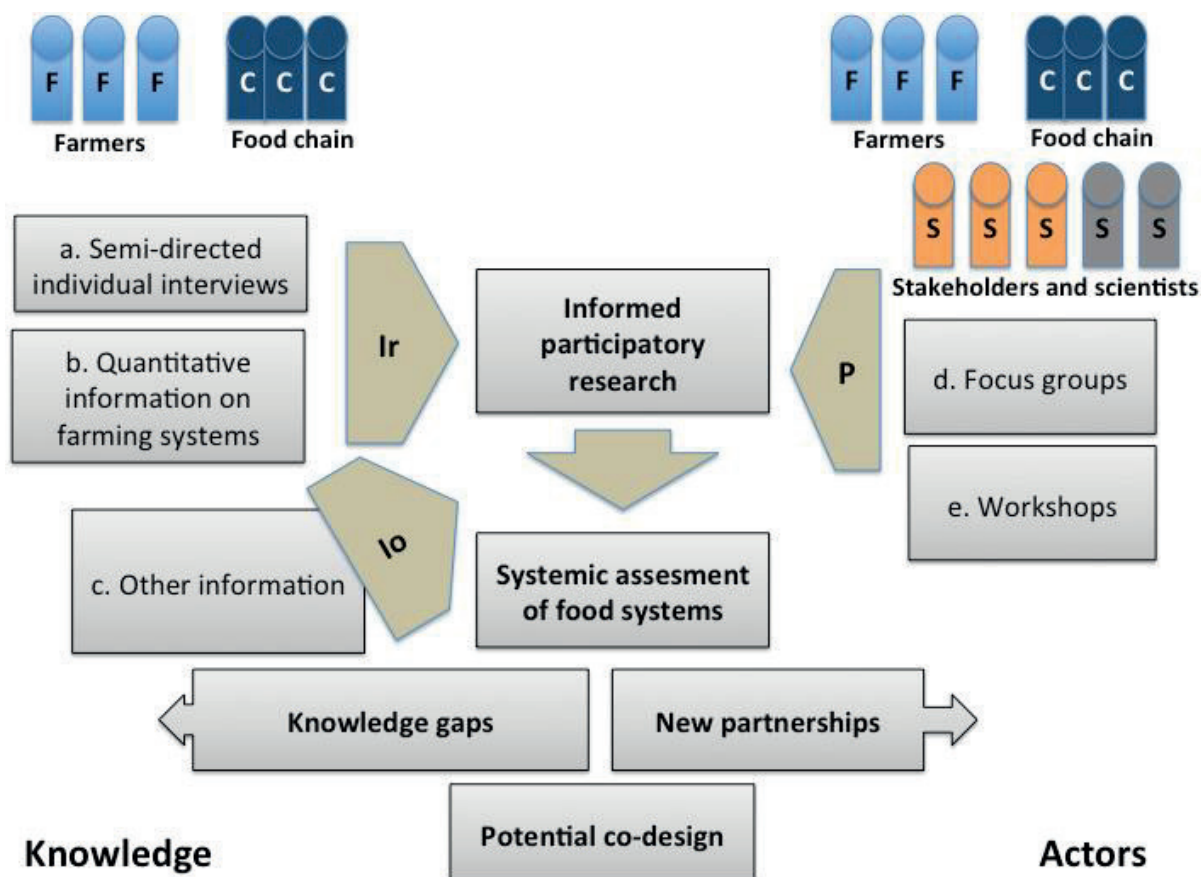 F F F
C C C
Farmers
Food chain
F F F
C C C
Farmers
Food chain
S S S S S
Stakeholders and scientists
a. Semi-directed
individual interviews
b. Quantitative
information on
farming systems
c. Other information
Ir
Io
Informed
participatory
research
P
d. Focus groups
e. Workshops
Systemic assesment
of food systems
Knowledge gaps
New partnerships
Potential co-design
Knowledge
Actors